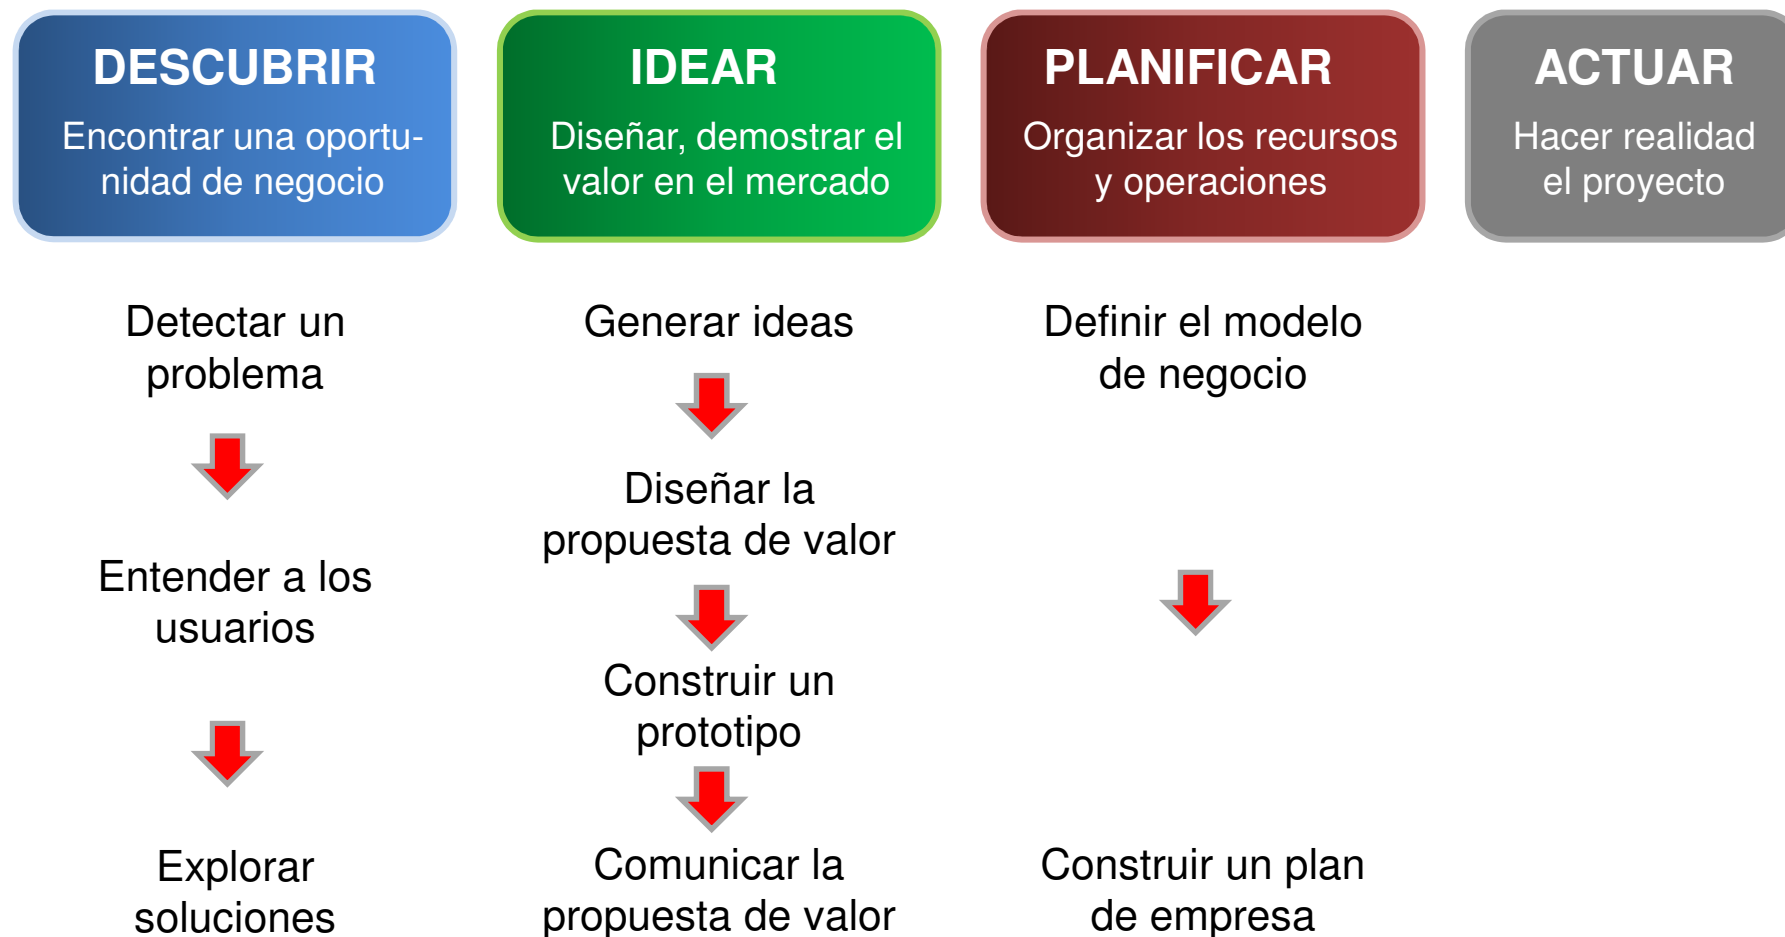 DESCUBRIR
Encontrar una oportu-
nidad de negocio
Detectar un
problema
Entender a los
usuarios
Explorar
soluciones
IDEAR
Diseñar, demostrar el
valor en el mercado
Generar ideas
Diseñar la
propuesta de valor
Construir un
prototipo
Comunicar la
propuesta de valor
PLANIFICAR
Organizar los recursos
y operaciones
Definir el modelo
de negocio
Construir un plan
de empresa
ACTUAR
Hacer realidad
el proyecto